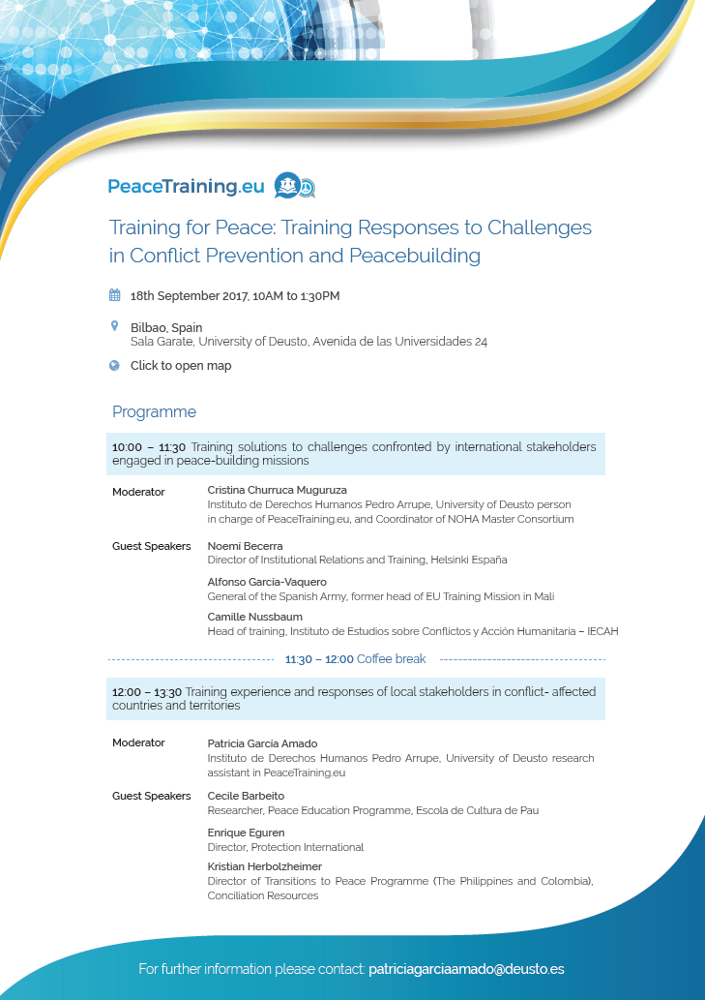 PeaceTraining.eu
Training for Peace: Training Responses to Challenges
in Conflict Prevention and Peacebuilding
18th September 2017, 10AM to 1:30PM
Bilbao, Spain
Sala Garate, University of Deusto, Avenida de las Universidades 24
Click to open map
Programme
10:00 – 11:30 Training solutions to challenges confronted by international stakeholders
engaged in peace-building missions
Moderator
Cristina Churruca Muguruza
Instituto de Derechos Humanos Pedro Arrupe, University of Deusto person
in charge of PeaceTraining.eu, and Coordinator of NOHA Master Consortium
Guest Speakers
Noemí Becerra
Director of Institutional Relations and Training, Helsinki España
Alfonso García-Vaquero
General of the Spanish Army, former head of EU Training Mission in Mali
Camille Nussbaum
Head of training, Instituto de Estudios sobre Conflictos y Acción Humanitaria – IECAH
11:30 – 12:00 Coffee break
12:00 – 13:30 Training experience and responses of local stakeholders in conflict- affected
countries and territories
Moderator
Patricia García Amado
Instituto de Derechos Humanos Pedro Arrupe, University of Deusto research
assistant in PeaceTraining.eu
Guest Speakers
Cecile Barbeito
Researcher, Peace Education Programme, Escola de Cultura de Pau
Enrique Eguren
Director, Protection International
Kristian Herbolzheimer
Director of Transitions to Peace Programme (The Philippines and Colombia),
Conciliation Resources
For further information please contact: patriciagarciaamado@deusto.es